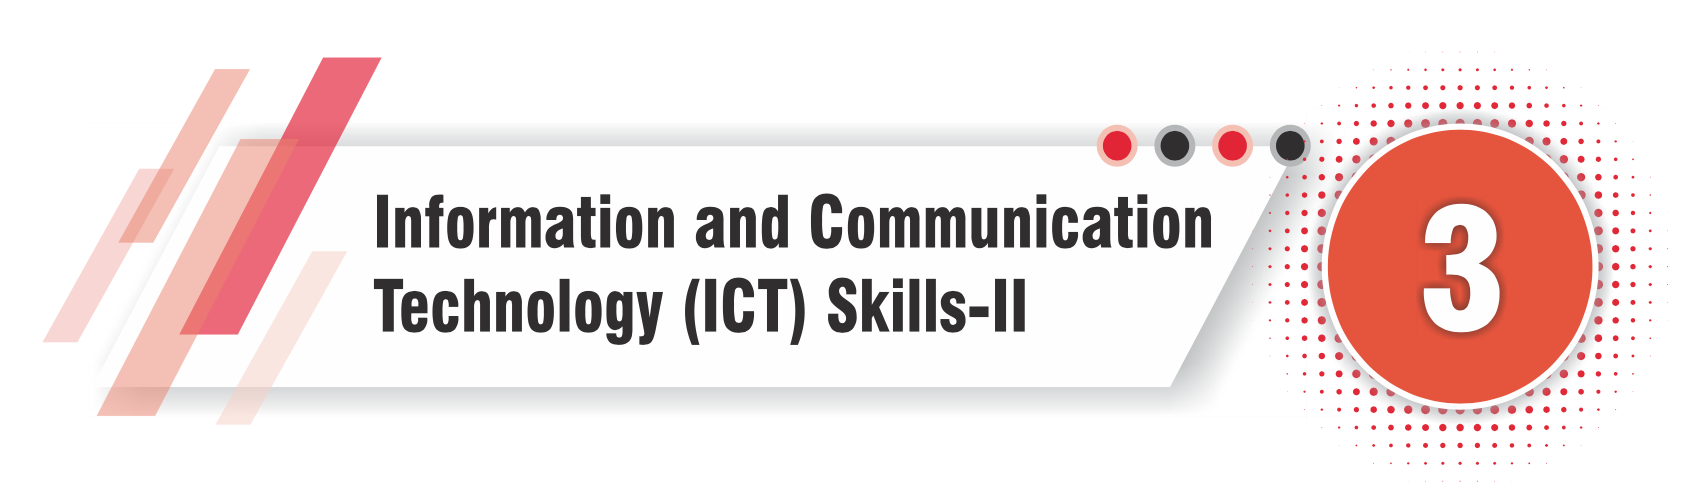 Information and Communication
Technology (ICT) Skills-II
3